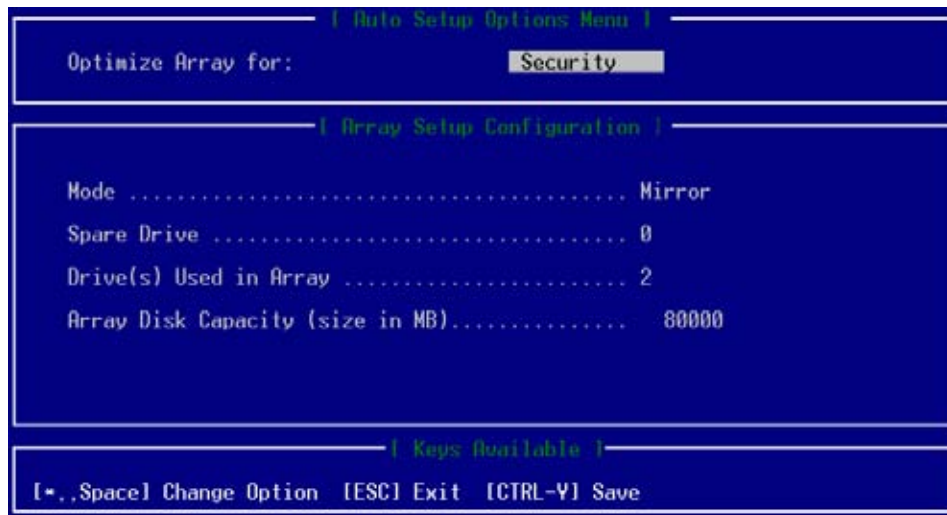 [ Auto Setup Options Menu ]
Optimize Array for: Security
[ Array Setup Configuration ]
Mode ........................................ Mirror
Spare Drive ................................. 0
Drive(s) Used in Array ....................... 2
Array Disk Capacity (size in MB)............... 80000
[ Keys Available ]
[←,,Space] Change Option [ESC] Exit [CTRL-Y] Save